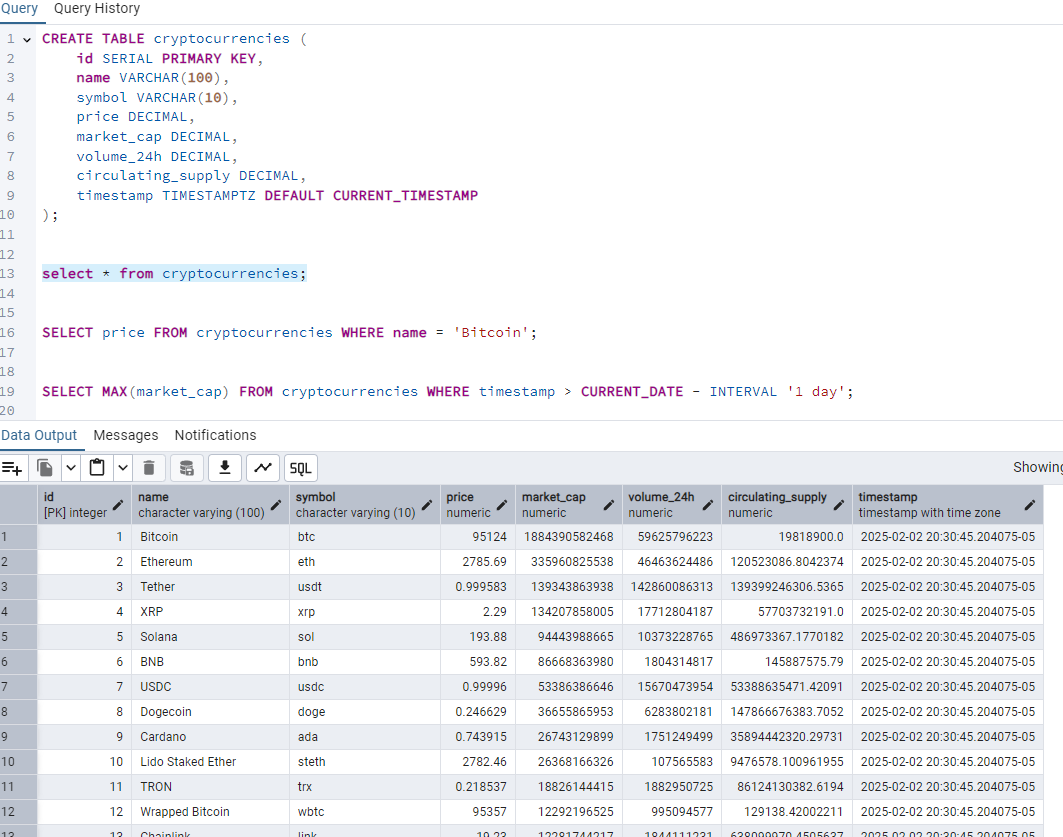 Query Query History
1 CREATE TABLE cryptocurrencies (
2 id SERIAL PRIMARY KEY,
3 name VARCHAR(100),
4 symbol VARCHAR(10),
5 price DECIMAL,
6 market_cap DECIMAL,
7 volume_24h DECIMAL,
8 circulating_supply DECIMAL,
9 timestamp TIMESTAMPTZ DEFAULT CURRENT_TIMESTAMP
10 );
11
12
13 select * from cryptocurrencies;
14
15
16 SELECT price FROM cryptocurrencies WHERE name = 'Bitcoin';
17
18
19 SELECT MAX(market_cap) FROM cryptocurrencies WHERE timestamp > CURRENT_DATE - INTERVAL '1 day';
20
Data Output Messages Notifications
SQL Showing
id name symbol price market_cap volume_24h circulating_supply timestamp
[PK] integer character varying (100) character varying (10) numeric numeric numeric numeric timestamp with time zone
1 1 Bitcoin btc 95124 1884390582468 59625796223 19818900.0 2025-02-02 20:30:45.204075-05
2 2 Ethereum eth 2785.69 335960825538 46463624486 120523086.8042374 2025-02-02 20:30:45.204075-05
3 3 Tether usdt 0.999583 139343863938 142860086313 139399246306.5365 2025-02-02 20:30:45.204075-05
4 4 XRP xrp 2.29 134207858005 17712804187 57703732191.0 2025-02-02 20:30:45.204075-05
5 5 Solana sol 193.88 94443988665 10373228765 486973367.1770182 2025-02-02 20:30:45.204075-05
6 6 BNB bnb 593.82 86668363980 1804314817 145887575.79 2025-02-02 20:30:45.204075-05
7 7 USDC usdc 0.99996 53386386646 15670473954 53388635471.42091 2025-02-02 20:30:45.204075-05
8 8 Dogecoin doge 0.246629 36655865953 6283802181 147866676383.7052 2025-02-02 20:30:45.204075-05
9 9 Cardano ada 0.743915 26743129899 1751249499 35894442320.29731 2025-02-02 20:30:45.204075-05
10 10 Lido Staked Ether steth 2782.46 26368166326 107565583 9476578.100961955 2025-02-02 20:30:45.204075-05
11 11 TRON trx 0.218537 18826144415 1882950725 86124130382.6194 2025-02-02 20:30:45.204075-05
12 12 Wrapped Bitcoin wbtc 95357 12292196525 995094577 129138.42002211 2025-02-02 20:30:45.204075-05
13 13 Chainlink link 19.23 12281744217 1844111231 2025-02-02 20:30:45.204075-05